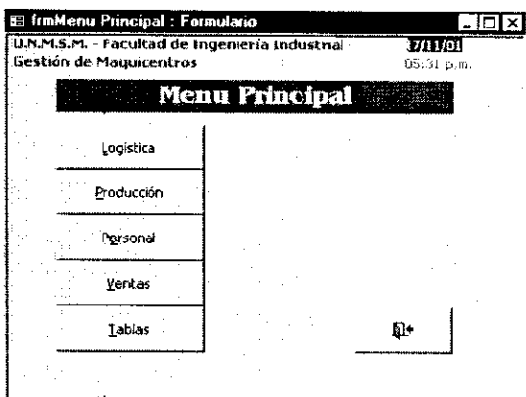 frmMenu Principal : Formulario
U.N.M.S.M. - Facultad de Ingeniería Industrial 17/11/01
Gestión de Maquicentros 05:31 p.m.
Menu Principal
Logística
Producción
Personal
Ventas
Tablas